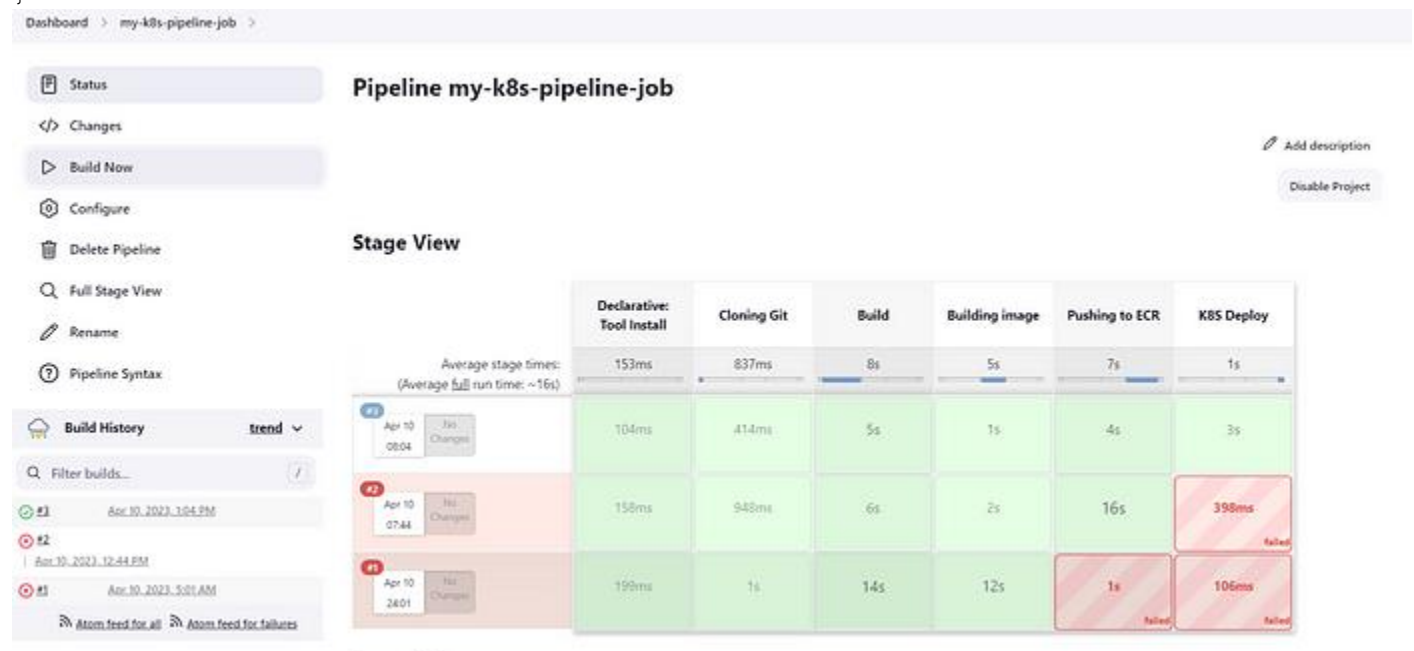 Dashboard > my-k8s-pipeline-job >
Status
Changes
Build Now
Configure
Delete Pipeline
Full Stage View
Rename
Pipeline Syntax
Build History trend
Filter builds... /
#3 Apr 10, 2023, 1:04 PM
#2
Apr 10, 2023, 12:44 PM
#1 Apr 10, 2023, 5:01 AM
Atom feed for all Atom feed for failures
Pipeline my-k8s-pipeline-job
Add description
Disable Project
Stage View
Declarative: Tool Install Cloning Git Build Building image Pushing to ECR K8S Deploy
Average stage times: 153ms 837ms 8s 5s 7s 1s
(Average full run time: ~16s)
#3
Apr 10 No
08:04 Changes
104ms 414ms 5s 1s 4s 3s
#2
Apr 10 No
07:44 Changes
158ms 948ms 6s 2s 16s 398ms
failed
#1
Apr 10 No
24:01 Changes
199ms 1s 14s 12s 1s 106ms
failed failed